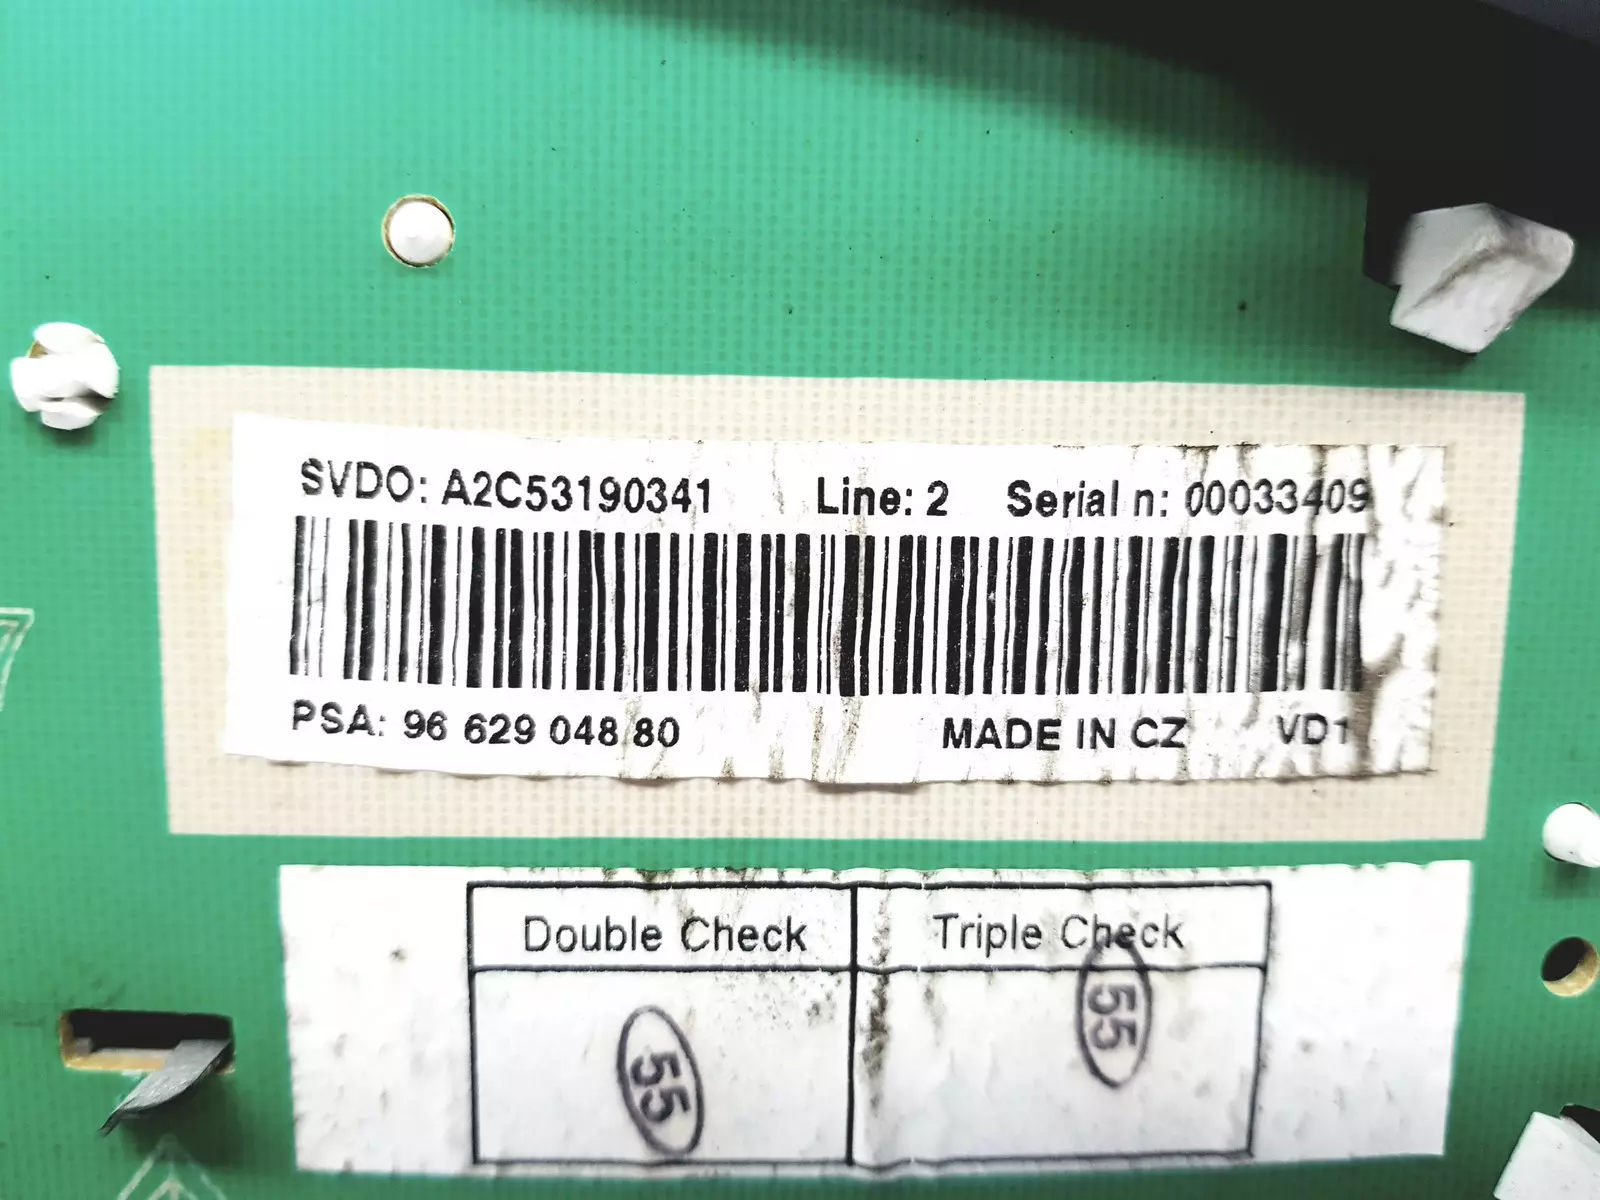 SVDO: A2C53190341 Line: 2 Serial n: 00033409
PSA: 96 629 048 80 MADE IN CZ VD1
Double Check Triple Check
55 55